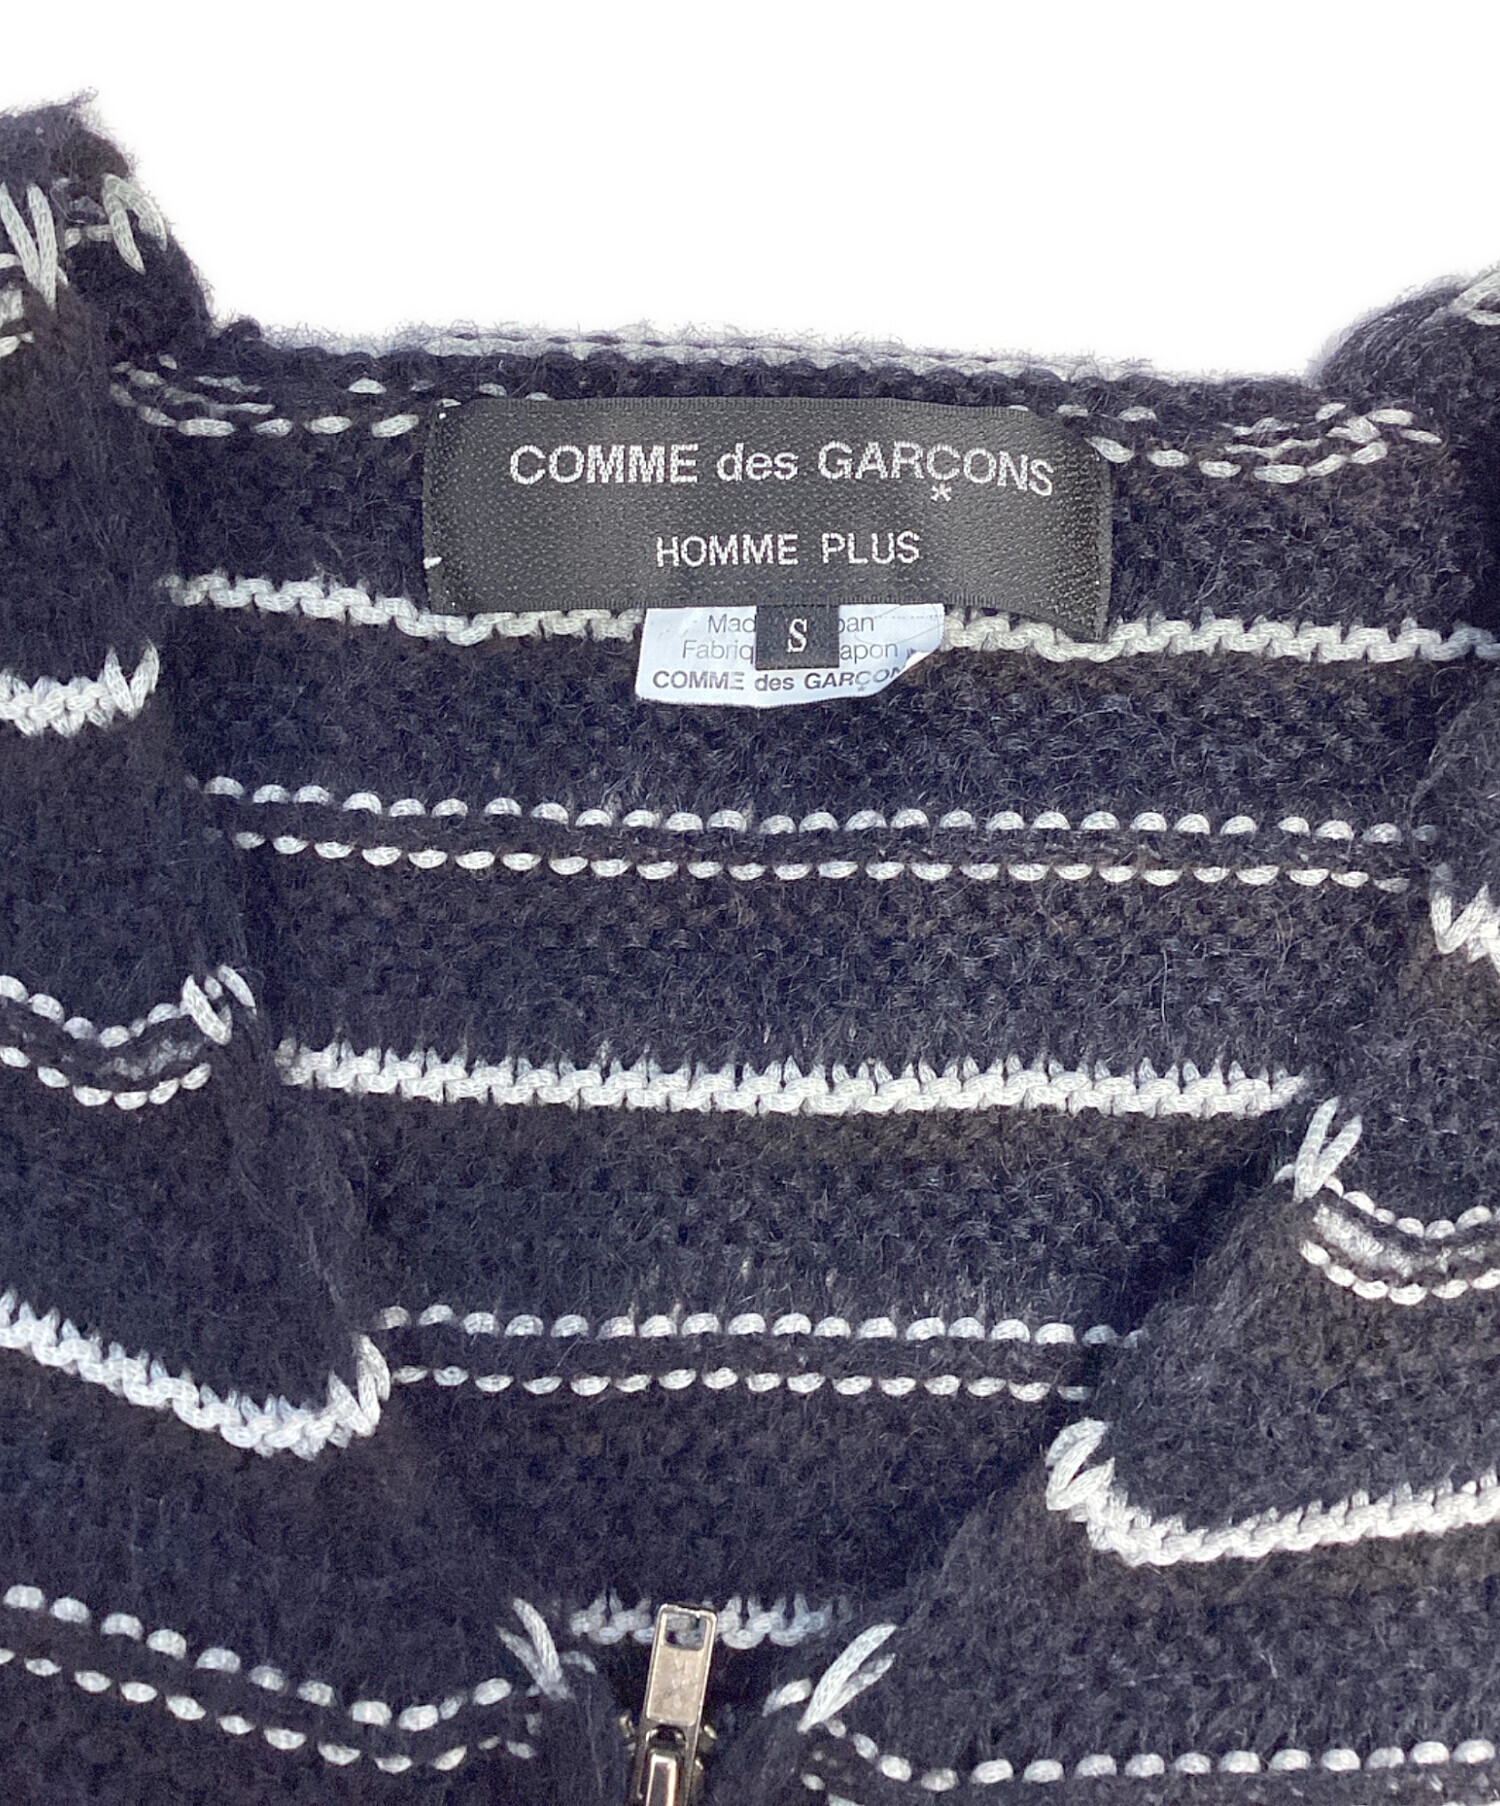 COMME des GARÇONS
*
HOMME PLUS
S
COMME des GARÇON